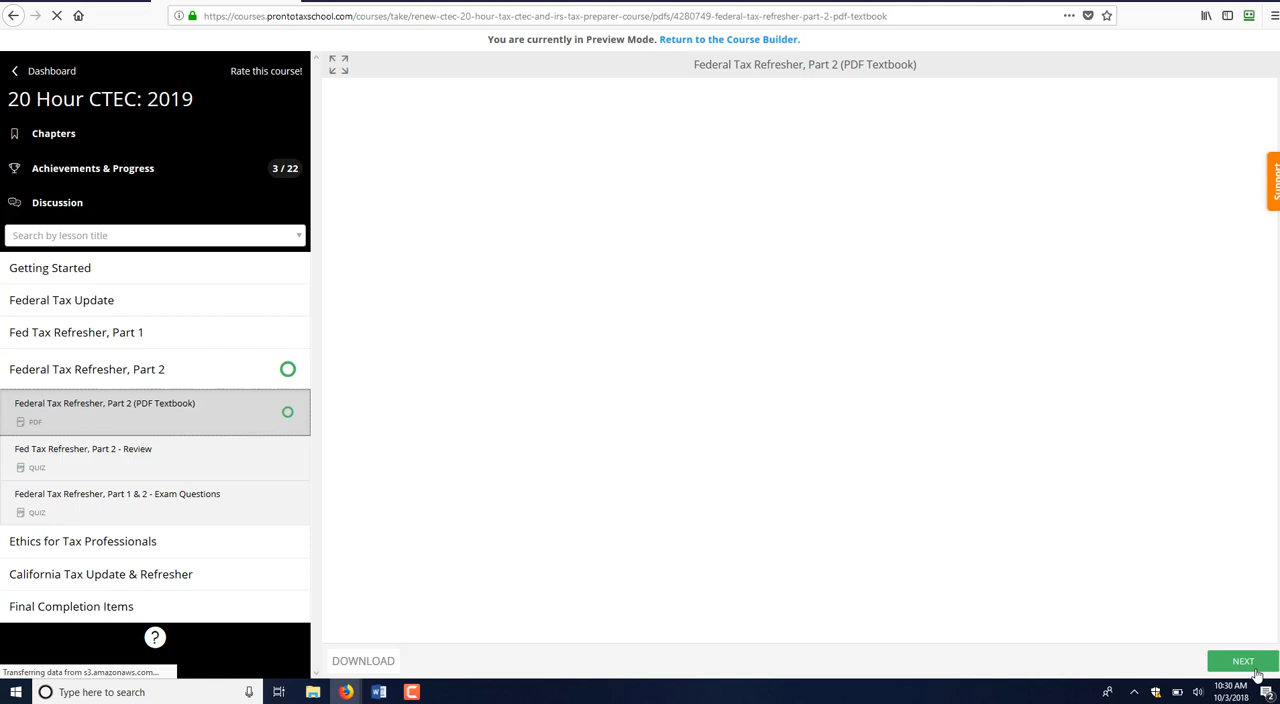 https://courses.prontotaxschool.com/courses/take/renew-ctec-20-hour-tax-ctec-and-irs-tax-preparer-course/pdfs/4280749-federal-tax-refresher-part-2-pdf-textbook
You are currently in Preview Mode. Return to the Course Builder.
Dashboard
Rate this course!
Federal Tax Refresher, Part 2 (PDF Textbook)
20 Hour CTEC: 2019
Chapters
Achievements & Progress
3 / 22
Discussion
Support
Search by lesson title
Getting Started
Federal Tax Update
Fed Tax Refresher, Part 1
Federal Tax Refresher, Part 2
Federal Tax Refresher, Part 2 (PDF Textbook)
PDF
Fed Tax Refresher, Part 2 - Review
QUIZ
Federal Tax Refresher, Part 1 & 2 - Exam Questions
QUIZ
Ethics for Tax Professionals
California Tax Update & Refresher
Final Completion Items
?
DOWNLOAD
NEXT
Transferring data from s3.amazonaws.com...
Type here to search
10:30 AM
10/3/2018
2